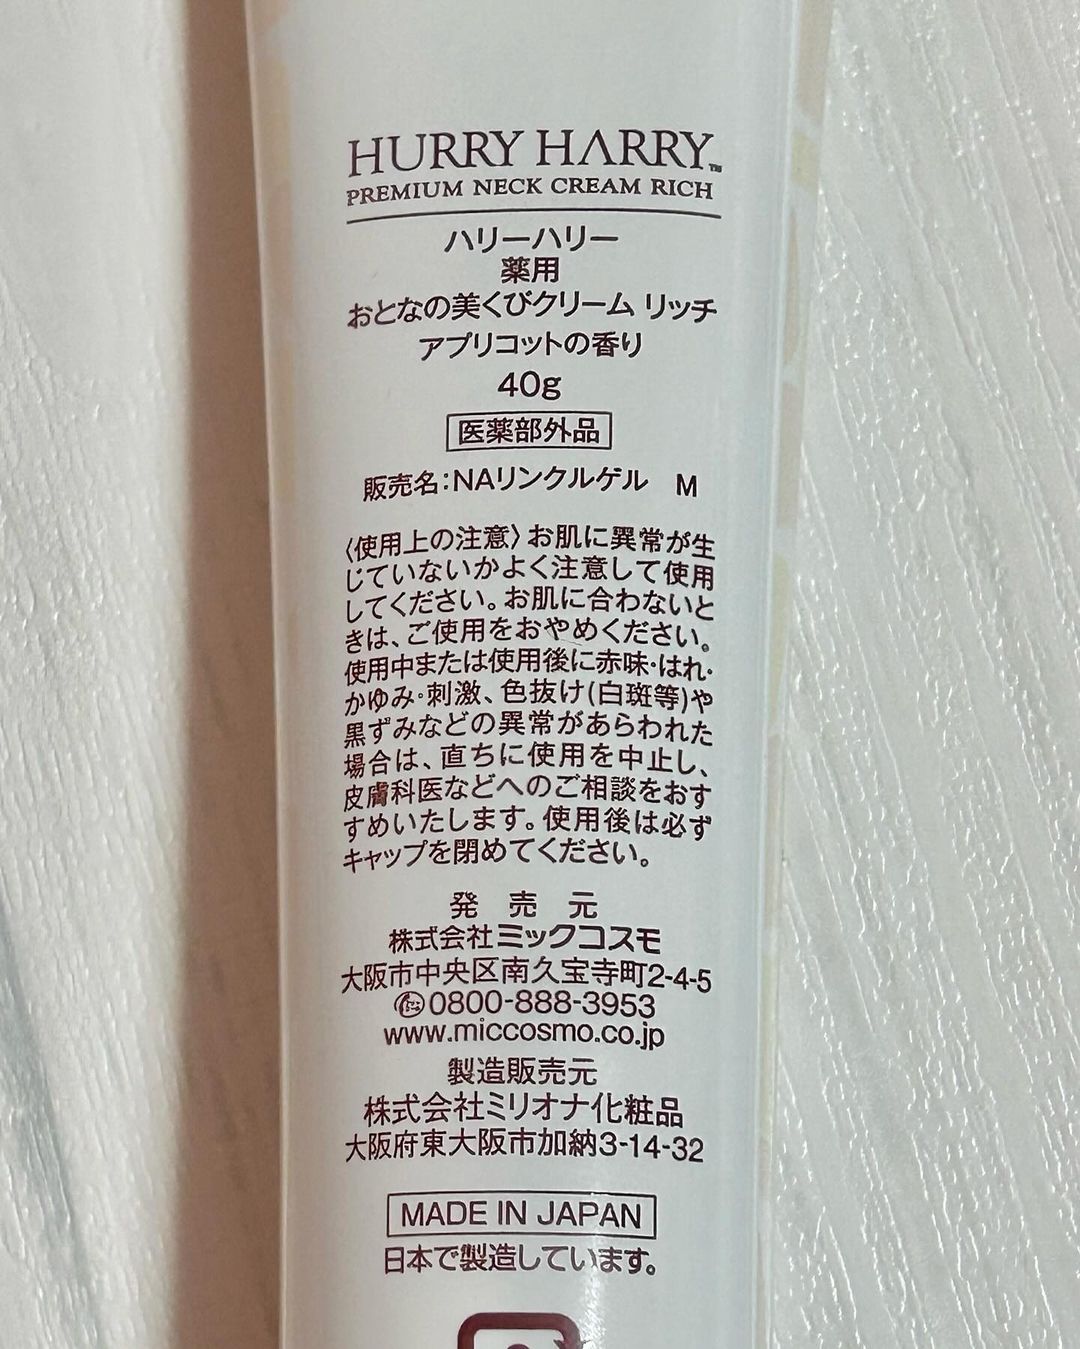 HURRY HARRY™
PREMIUM NECK CREAM RICH
ハリーハリー
薬用
おとなの美くびクリーム リッチ
アプリコットの香り
40g
医薬部外品
販売名:NAリンクルゲル M
〈使用上の注意〉お肌に異常が生
じていないかよく注意して使用
してください。お肌に合わないと
きは、ご使用をおやめください。
使用中または使用後に赤味・はれ・
かゆみ・刺激、色抜け(白斑等)や
黒ずみなどの異常があらわれた
場合は、直ちに使用を中止し、
皮膚科医などへのご相談をおす
すめいたします。使用後は必ず
キャップを閉めてください。
発 売 元
株式会社ミックコスモ
大阪市中央区南久宝寺町2-4-5
0800-888-3953
www.miccosmo.co.jp
製造販売元
株式会社ミリオナ化粧品
大阪府東大阪市加納3-14-32
MADE IN JAPAN
日本で製造しています。